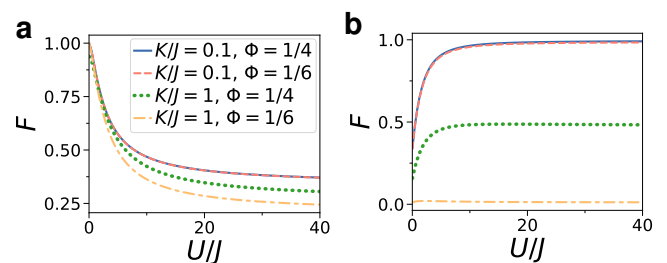 a
1.00
0.75
0.50
0.25
F
K/J = 0.1, Φ = 1/4
K/J = 0.1, Φ = 1/6
K/J = 1, Φ = 1/4
K/J = 1, Φ = 1/6
0
20
40
U/J
b
1.0
0.5
0.0
F
0
20
40
U/J